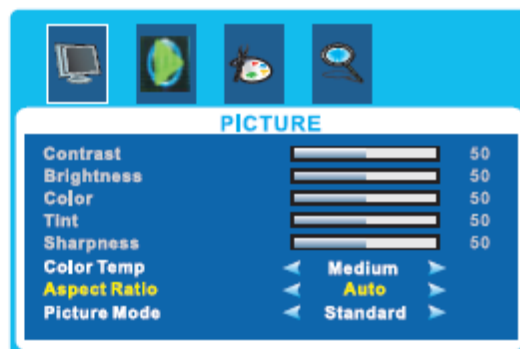 PICTURE
Contrast 50
Brightness 50
Color 50
Tint 50
Sharpness 50
Color Temp Medium
Aspect Ratio Auto
Picture Mode Standard